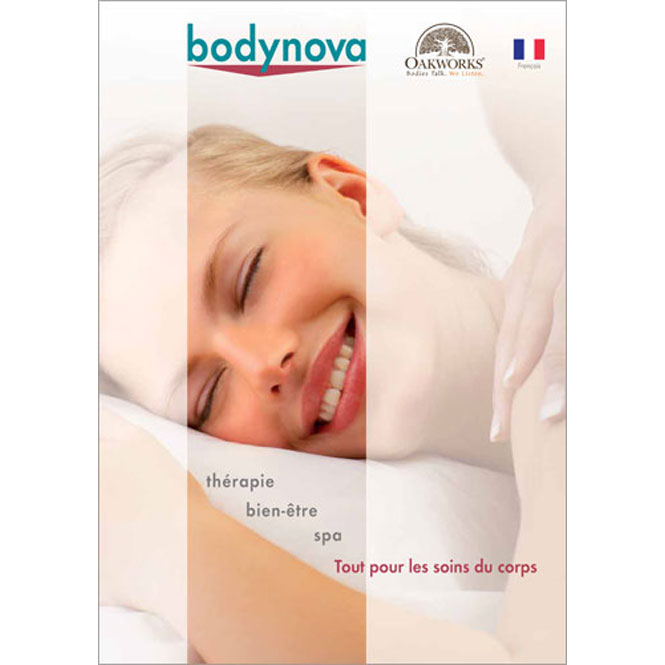 bodynova
OAKWORKS®
Bodies Talk. We Listen.
Français
thérapie
bien-être
spa
Tout pour les soins du corps